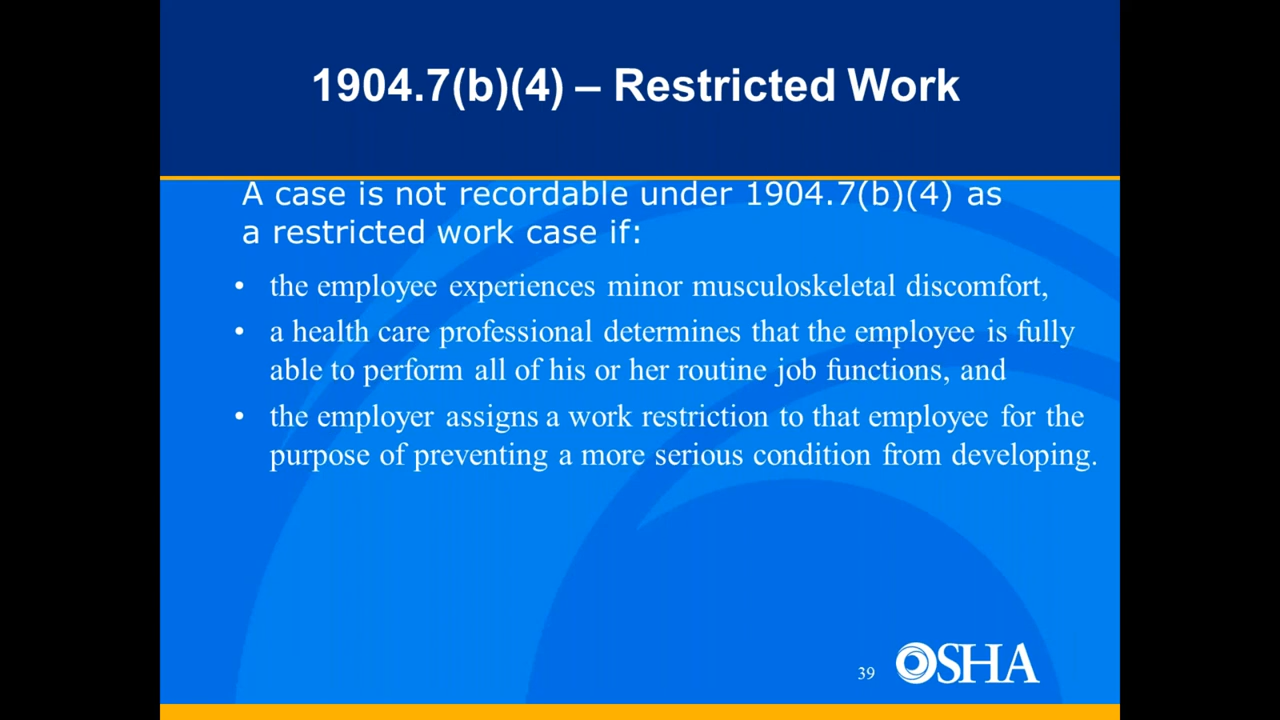 1904.7(b)(4) – Restricted Work
A case is not recordable under 1904.7(b)(4) as
a restricted work case if:
• the employee experiences minor musculoskeletal discomfort,
• a health care professional determines that the employee is fully
able to perform all of his or her routine job functions, and
• the employer assigns a work restriction to that employee for the
purpose of preventing a more serious condition from developing.
39
OSHA